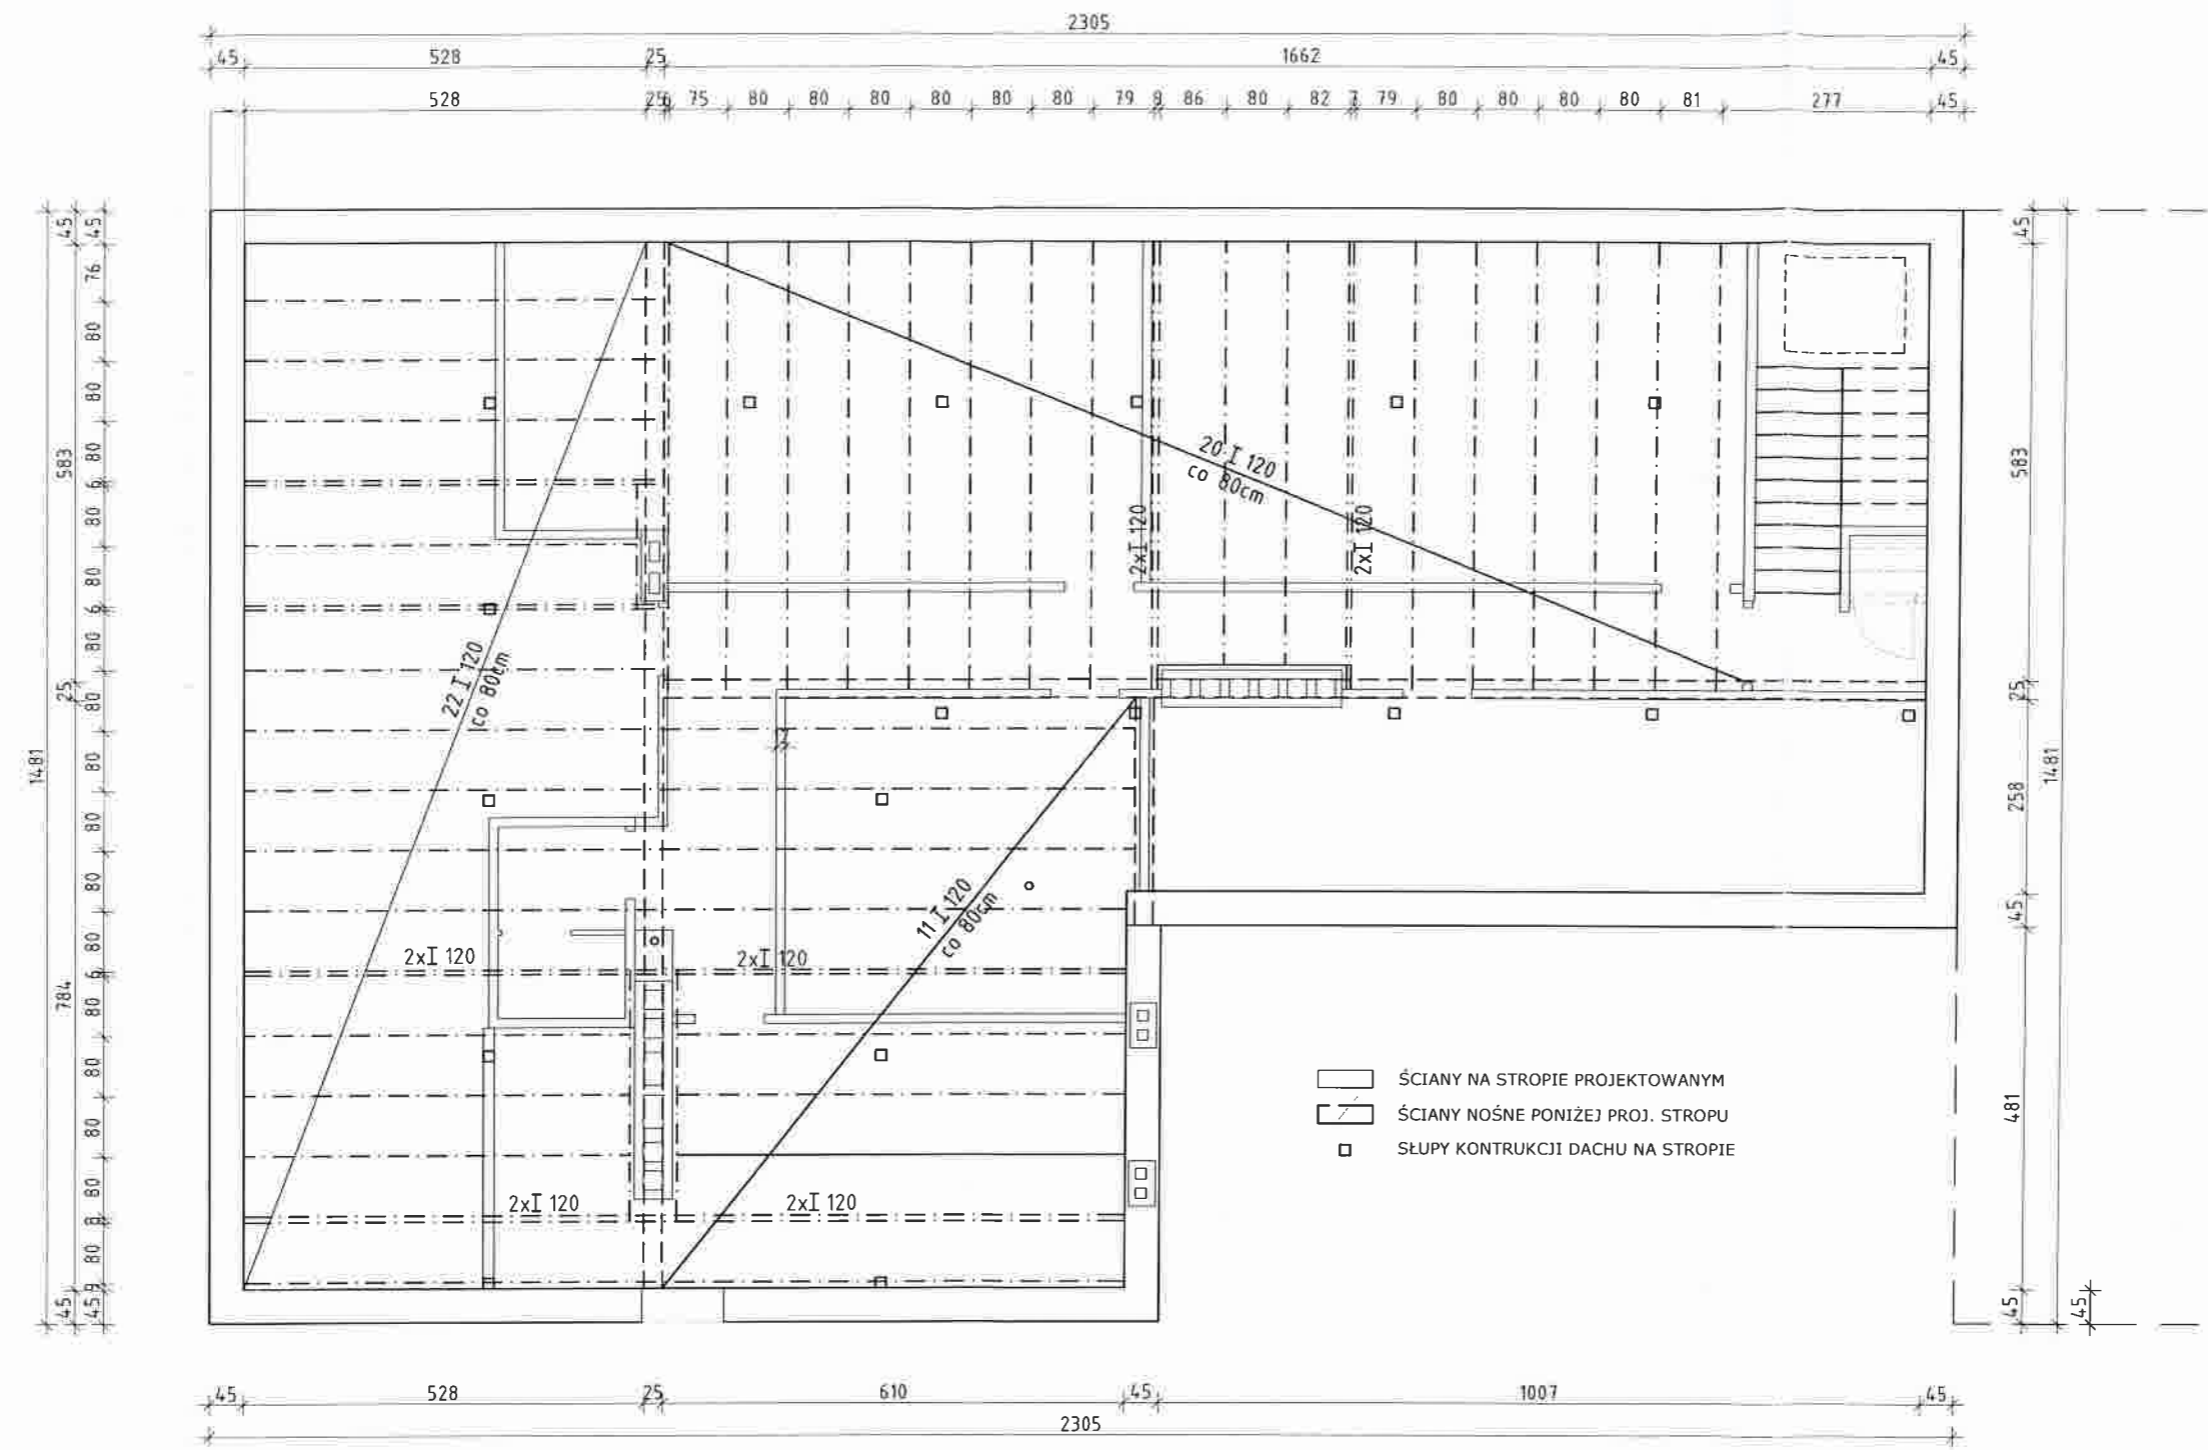 2305
45 528 25 1662 45
528 25 75 80 80 80 80 80 80 79 9 86 80 82 7 79 80 80 80 80 81 277 45
45 583 25 784 45
1481
45 76 80 80 80 6 80 80 6 80 80 80 80 80 80 6 80 80 80 80 8 80 9 45
45 583 25 258 45 481 45
1481
45
20 I 120
co 80cm
2xI 120
2xI 120
22 I 120
co 80cm
11 I 120
co 80cm
2xI 120
2xI 120
2xI 120
2xI 120
ŚCIANY NA STROPIE PROJEKTOWANYM
ŚCIANY NOŚNE PONIŻEJ PROJ. STROPU
SŁUPY KONTRUKCJI DACHU NA STROPIE
45 528 25 610 45 1007 45
2305